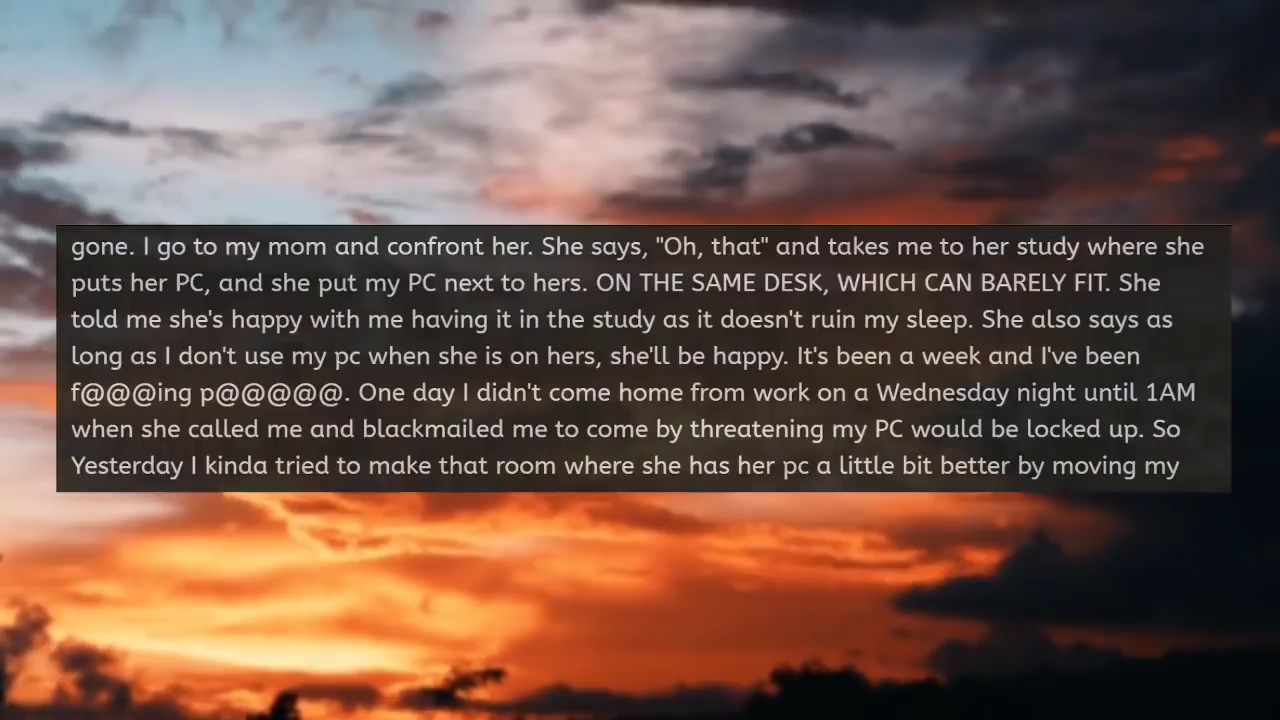 gone. I go to my mom and confront her. She says, "Oh, that" and takes me to her study where she
puts her PC, and she put my PC next to hers. ON THE SAME DESK, WHICH CAN BARELY FIT. She
told me she's happy with me having it in the study as it doesn't ruin my sleep. She also says as
long as I don't use my pc when she is on hers, she'll be happy. It's been a week and I've been
f@@@ing p@@@@@. One day I didn't come home from work on a Wednesday night until 1AM
when she called me and blackmailed me to come by threatening my PC would be locked up. So
Yesterday I kinda tried to make that room where she has her pc a little bit better by moving my